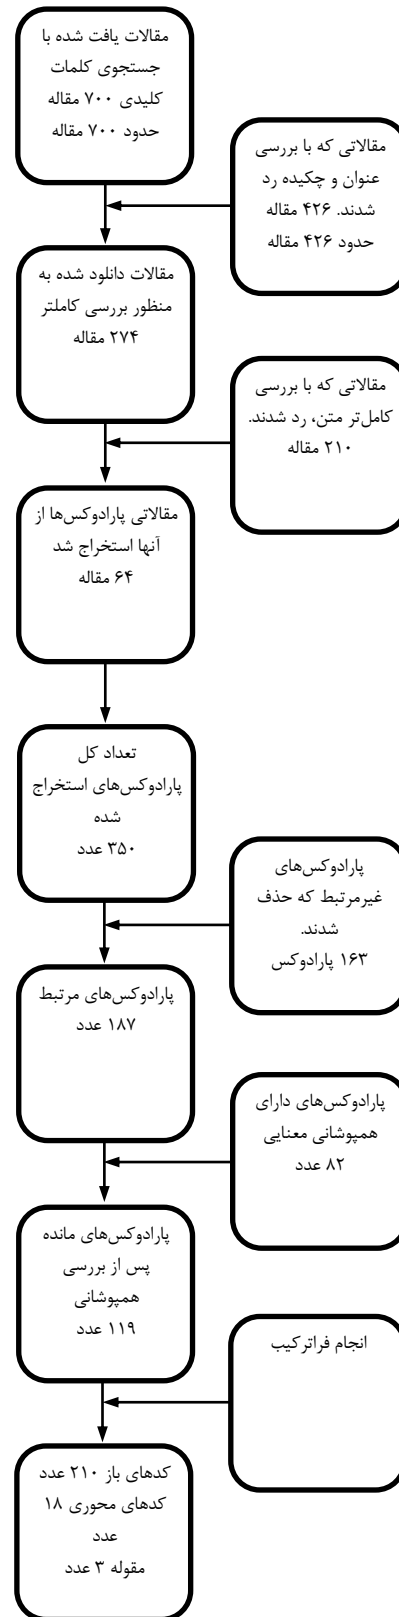 مقالات یافت شده با
جستجوی کلمات
کلیدی ۷۰۰ مقاله
حدود ۷۰۰ مقاله
مقالاتی که با بررسی
عنوان و چکیده رد
شدند. ۴۲۶ مقاله
حدود ۴۲۶ مقاله
مقالات دانلود شده به
منظور بررسی کاملتر
۲۷۴ مقاله
مقالاتی که با بررسی
کامل‌تر متن، رد شدند.
۲۱۰ مقاله
مقالاتی پارادوکس‌ها از
آنها استخراج شد
۶۴ مقاله
تعداد کل
پارادوکس‌های استخراج
شده
۳۵۰ عدد
پارادوکس‌های
غیرمرتبط که حذف
شدند.
۱۶۳ پارادوکس
پارادوکس‌های مرتبط
۱۸۷ عدد
پارادوکس‌های دارای
همپوشانی معنایی
۸۲ عدد
پارادوکس‌های مانده
پس از بررسی
همپوشانی
۱۱۹ عدد
انجام فراترکیب
کدهای باز ۲۱۰ عدد
کدهای محوری ۱۸
عدد
مقوله ۳ عدد